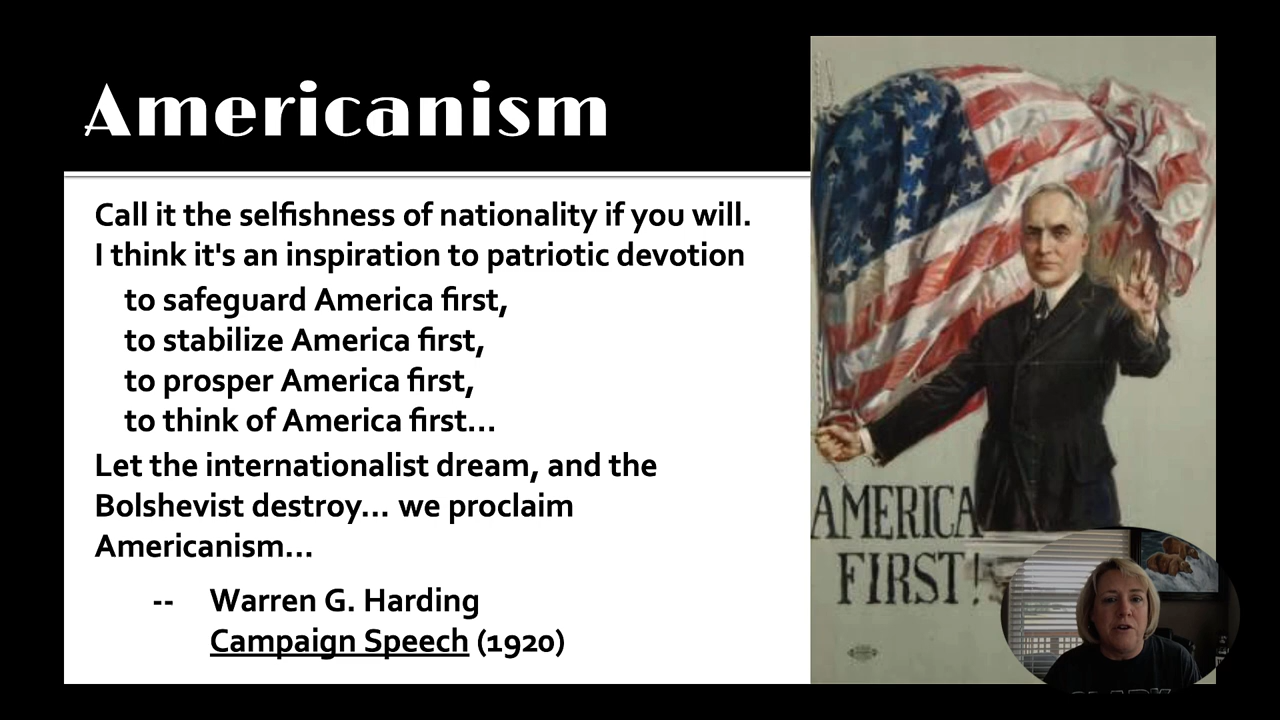 Americanism
Call it the selfishness of nationality if you will.
I think it's an inspiration to patriotic devotion
to safeguard America first,
to stabilize America first,
to prosper America first,
to think of America first...
Let the internationalist dream, and the
Bolshevist destroy... we proclaim
Americanism...
-- Warren G. Harding
Campaign Speech (1920)
AMERICA
FIRST!